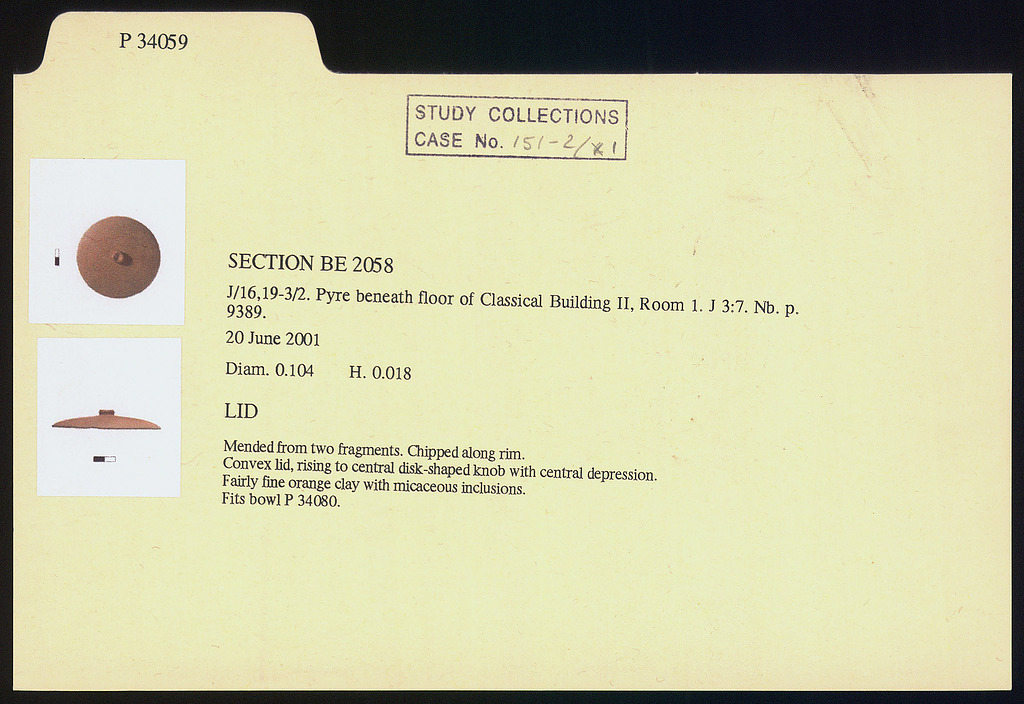 P 34059
STUDY COLLECTIONS
CASE No. 151-2/
SECTION BE 2058
J/16,19-3/2. Pyre beneath floor of Classical Building II, Room 1. J 3:7. Nb. p.
9389.
20 June 2001
Diam. 0.104 H. 0.018
LID
Mended from two fragments. Chipped along rim.
Convex lid, rising to central disk-shaped knob with central depression.
Fairly fine orange clay with micaceous inclusions.
Fits bowl P 34080.